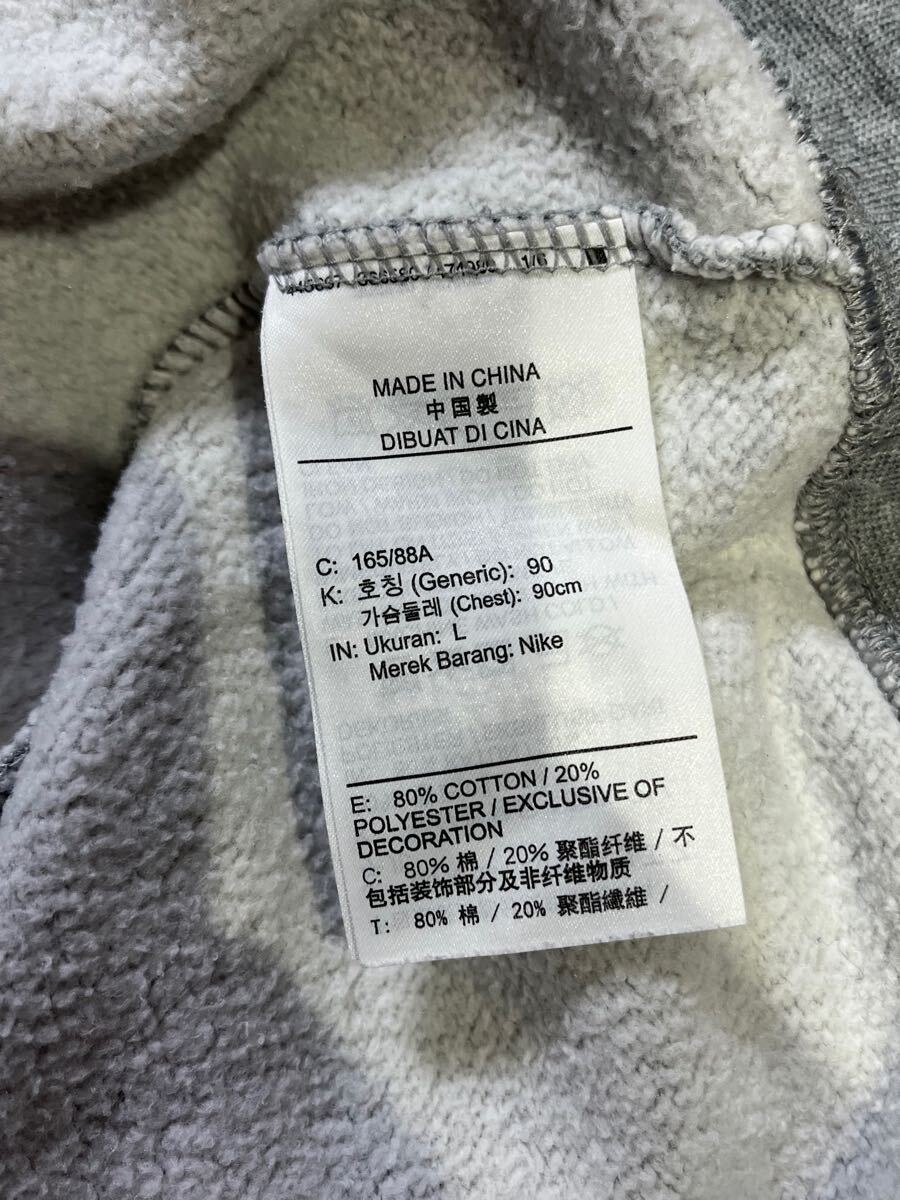 1/6
MADE IN CHINA
中国製
DIBUAT DI CINA
C: 165/88A
K: 호칭 (Generic): 90
가슴둘레 (Chest): 90cm
IN: Ukuran: L
Merek Barang: Nike
E: 80% COTTON / 20%
POLYESTER / EXCLUSIVE OF
DECORATION
C: 80% 棉 / 20% 聚酯纤维 / 不
包括装饰部分及非纤维物质
T: 80% 棉 / 20% 聚酯纖維 /